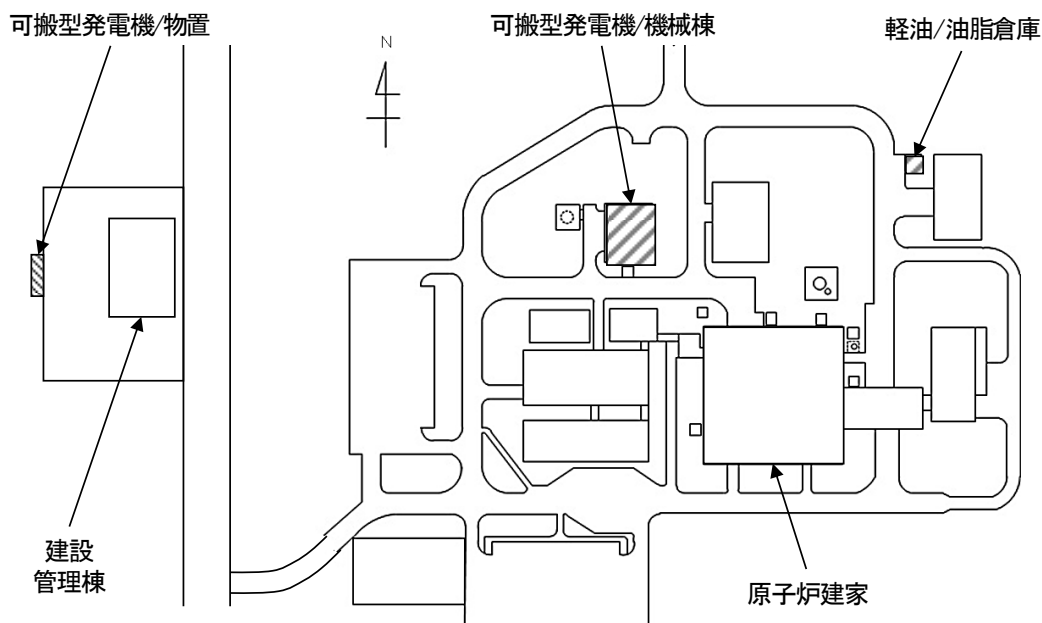 可搬型発電機/物置
可搬型発電機/機械棟
軽油/油脂倉庫
N
建設
管理棟
原子炉建家